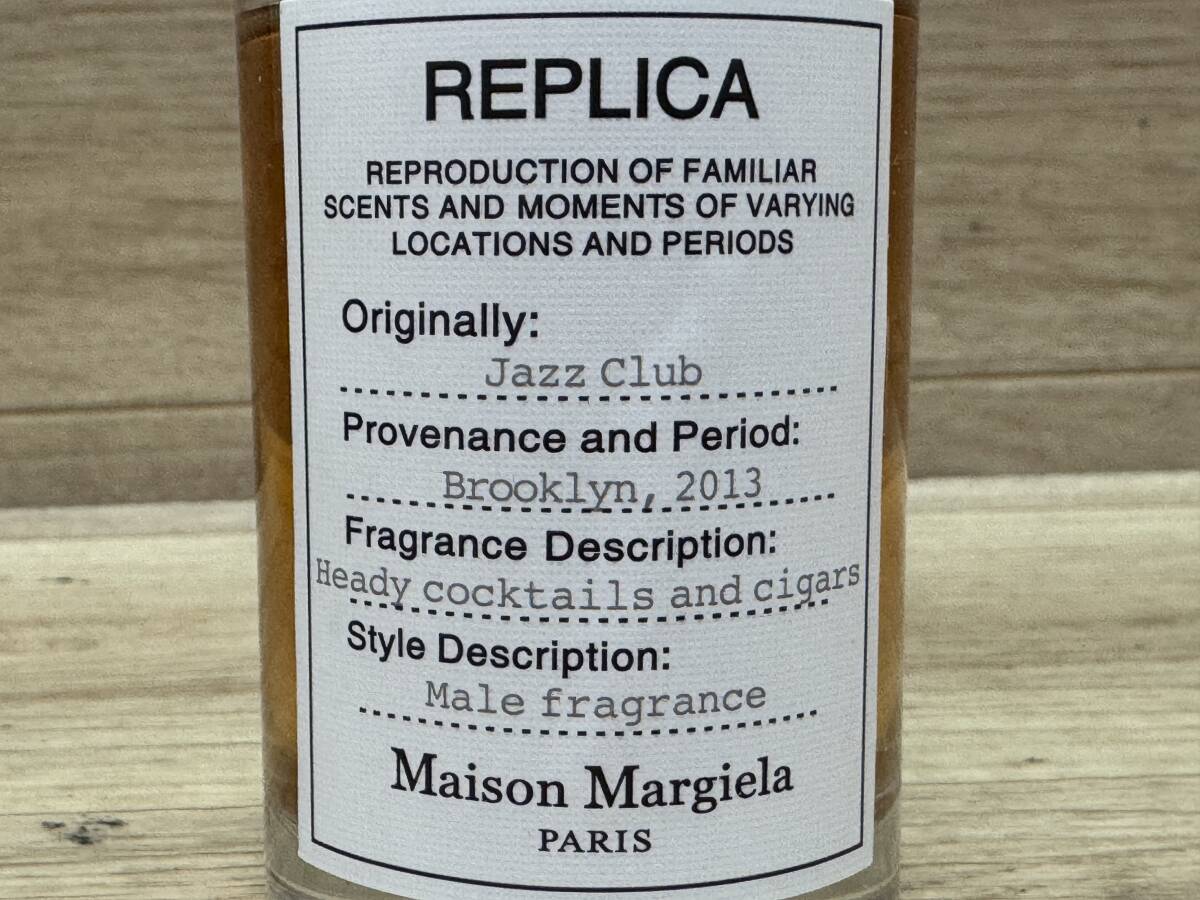 REPLICA
REPRODUCTION OF FAMILIAR
SCENTS AND MOMENTS OF VARYING
LOCATIONS AND PERIODS
Originally:
Jazz Club
Provenance and Period:
Brooklyn, 2013
Fragrance Description:
Heady cocktails and cigars
Style Description:
Male fragrance
Maison Margiela
PARIS